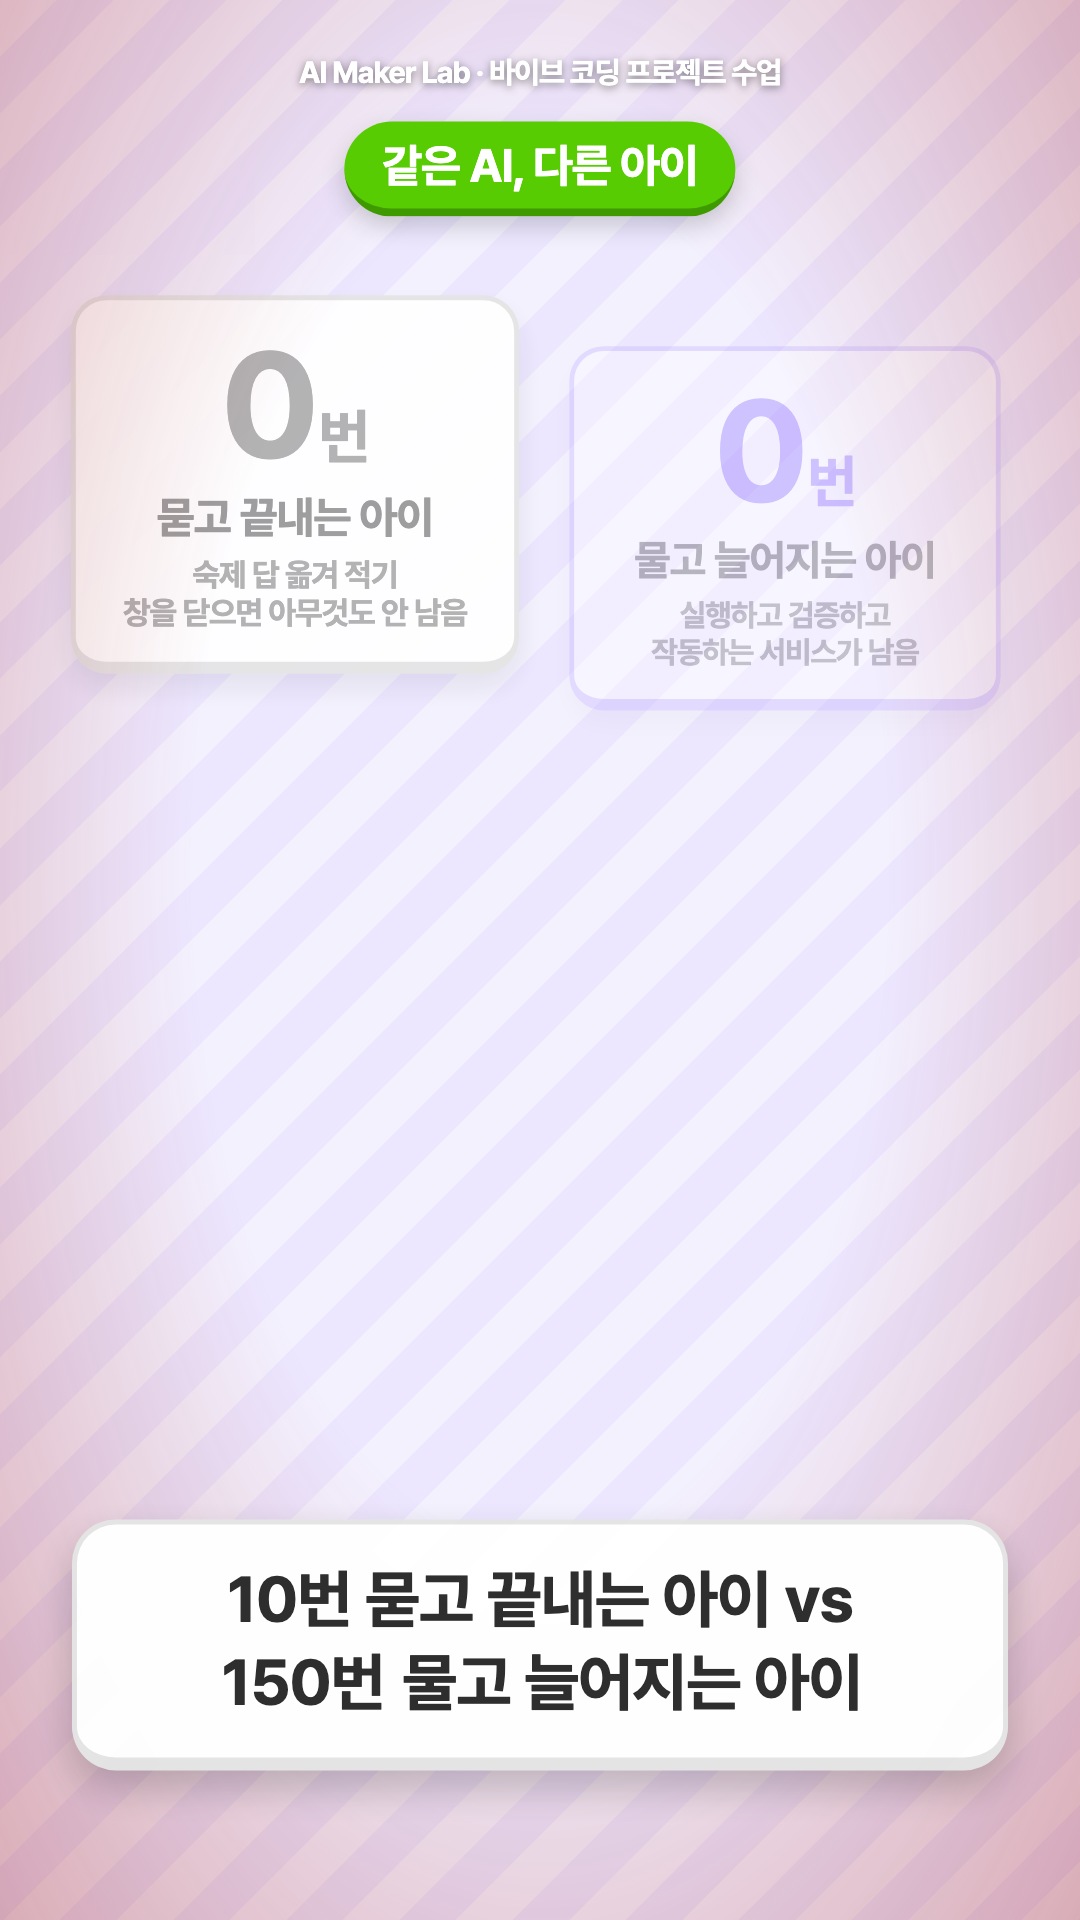 AI Maker Lab · 바이브 코딩 프로젝트 수업
같은 AI, 다른 아이
0번
묻고 끝내는 아이
숙제 답 옮겨 적기
창을 닫으면 아무것도 안 남음
0번
물고 늘어지는 아이
실행하고 검증하고
작동하는 서비스가 남음
10번 묻고 끝내는 아이 vs
150번 물고 늘어지는 아이